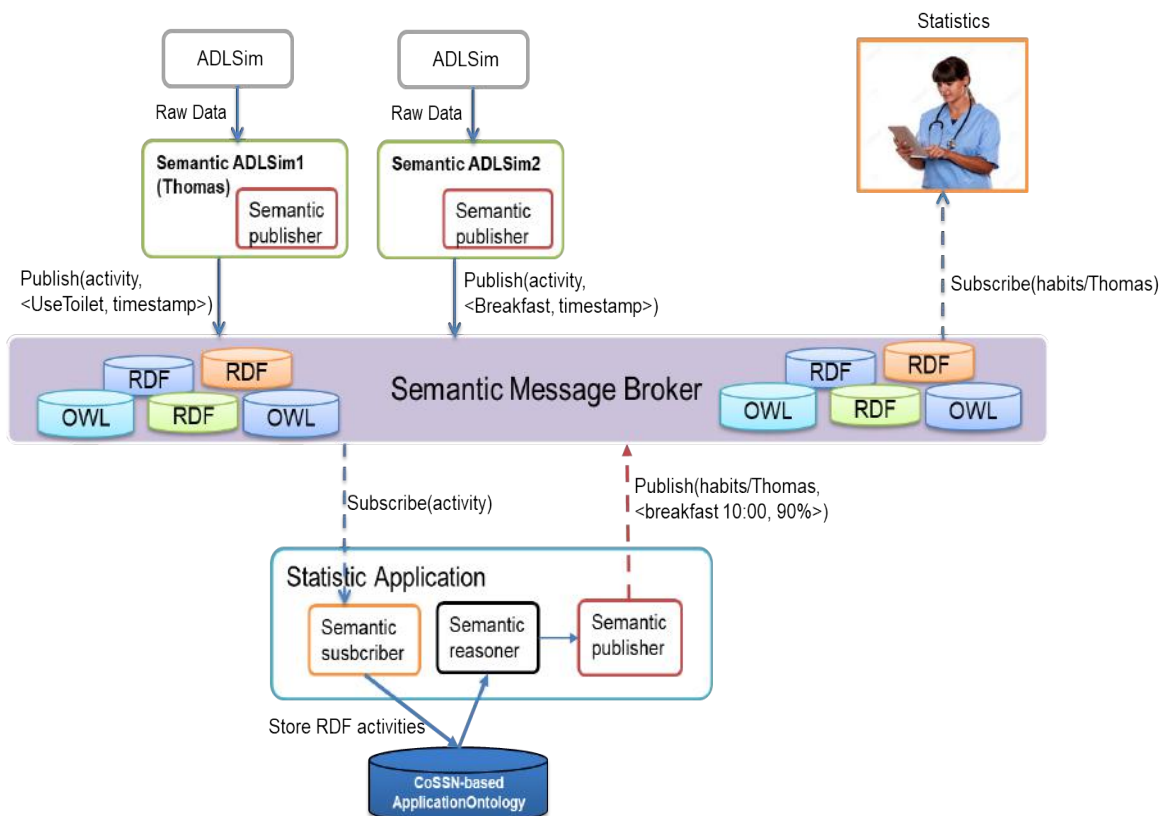 Statistics
ADLSim
ADLSim
Raw Data
Raw Data
Semantic ADLSim1
(Thomas)
Semantic
publisher
Semantic ADLSim2
Semantic
publisher
Publish(activity,
<UseToilet, timestamp>)
Publish(activity,
<Breakfast, timestamp>)
Subscribe(habits/Thomas)
RDF
RDF
OWL
RDF
OWL
Semantic Message Broker
RDF
RDF
OWL
RDF
OWL
Subscribe(activity)
Publish(habits/Thomas,
<breakfast 10:00, 90%>)
Statistic Application
Semantic
susbcriber
Semantic
reasoner
Semantic
publisher
Store RDF activities
CoSSN-based
ApplicationOntology